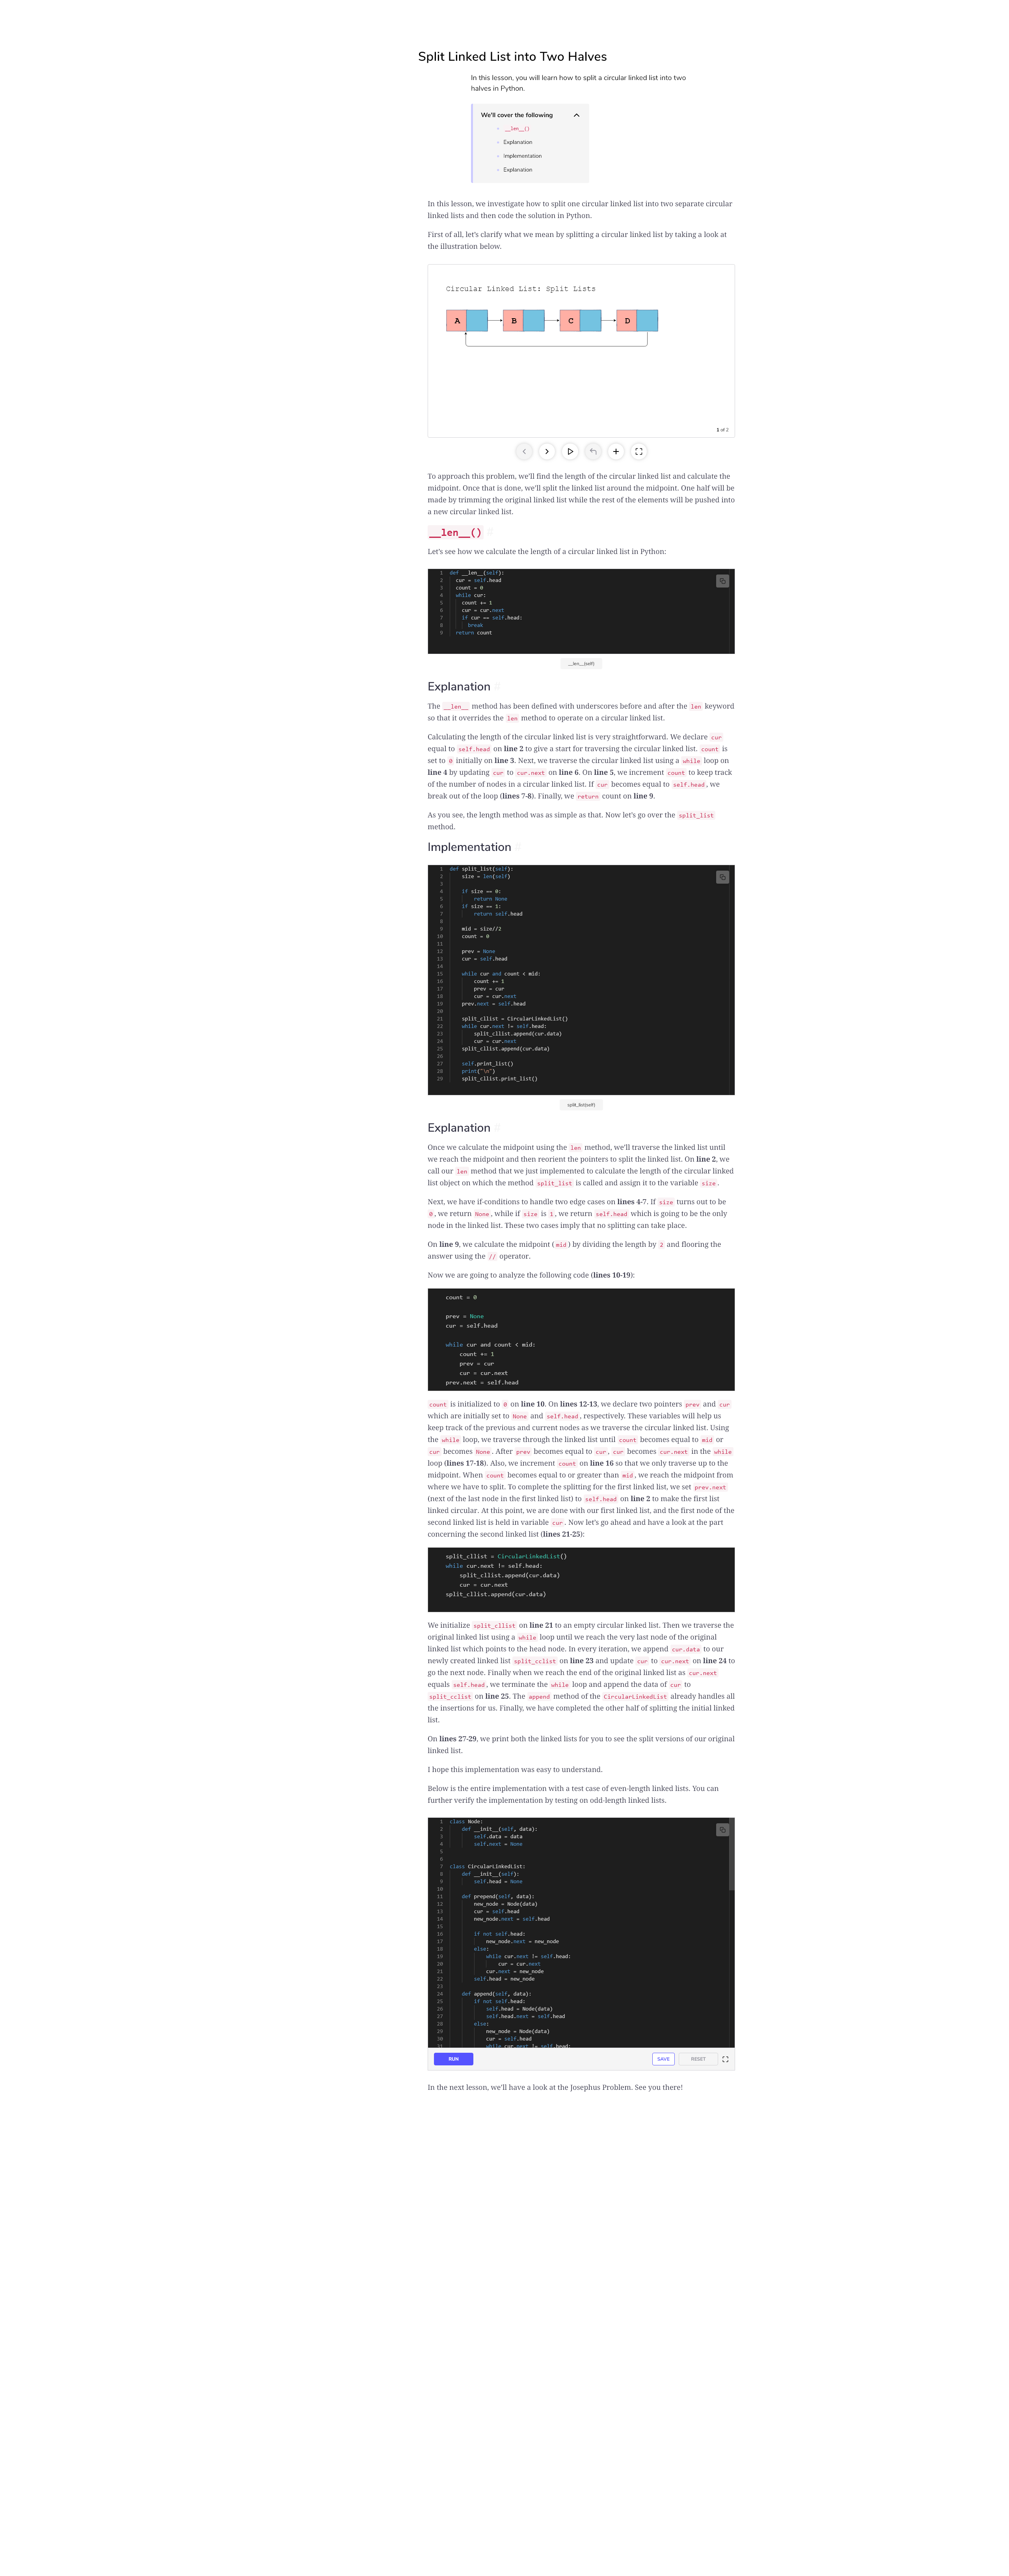 Split Linked List into Two Halves
In this lesson, you will learn how to split a circular linked list into two
halves in Python.
We'll cover the following
__len__()
Explanation
Implementation
Explanation
In this lesson, we investigate how to split one circular linked list into two separate circular
linked lists and then code the solution in Python.
First of all, let’s clarify what we mean by splitting a circular linked list by taking a look at
the illustration below.
Circular Linked List: Split Lists
A B C D
1 of 2
To approach this problem, we’ll find the length of the circular linked list and calculate the
midpoint. Once that is done, we’ll split the linked list around the midpoint. One half will be
made by trimming the original linked list while the rest of the elements will be pushed into
a new circular linked list.
__len__()
Let’s see how we calculate the length of a circular linked list in Python:
1 def __len__(self):
2 cur = self.head
3 count = 0
4 while cur:
5 count += 1
6 cur = cur.next
7 if cur == self.head:
8 break
9 return count
__len__(self)
Explanation
The __len__ method has been defined with underscores before and after the len keyword
so that it overrides the len method to operate on a circular linked list.
Calculating the length of the circular linked list is very straightforward. We declare cur
equal to self.head on line 2 to give a start for traversing the circular linked list. count is
set to 0 initially on line 3. Next, we traverse the circular linked list using a while loop on
line 4 by updating cur to cur.next on line 6. On line 5, we increment count to keep track
of the number of nodes in a circular linked list. If cur becomes equal to self.head, we
break out of the loop (lines 7-8). Finally, we return count on line 9.
As you see, the length method was as simple as that. Now let’s go over the split_list
method.
Implementation
1 def split_list(self):
2 size = len(self)
3
4 if size == 0:
5 return None
6 if size == 1:
7 return self.head
8
9 mid = size//2
10 count = 0
11
12 prev = None
13 cur = self.head
14
15 while cur and count < mid:
16 count += 1
17 prev = cur
18 cur = cur.next
19 prev.next = self.head
20
21 split_cllist = CircularLinkedList()
22 while cur.next != self.head:
23 split_cllist.append(cur.data)
24 cur = cur.next
25 split_cllist.append(cur.data)
26
27 self.print_list()
28 print("\n")
29 split_cllist.print_list()
split_list(self)
Explanation
Once we calculate the midpoint using the len method, we’ll traverse the linked list until
we reach the midpoint and then reorient the pointers to split the linked list. On line 2, we
call our len method that we just implemented to calculate the length of the circular linked
list object on which the method split_list is called and assign it to the variable size.
Next, we have if-conditions to handle two edge cases on lines 4-7. If size turns out to be
0, we return None, while if size is 1, we return self.head which is going to be the only
node in the linked list. These two cases imply that no splitting can take place.
On line 9, we calculate the midpoint (mid) by dividing the length by 2 and flooring the
answer using the // operator.
Now we are going to analyze the following code (lines 10-19):
count = 0
prev = None
cur = self.head
while cur and count < mid:
count += 1
prev = cur
cur = cur.next
prev.next = self.head
count is initialized to 0 on line 10. On lines 12-13, we declare two pointers prev and cur
which are initially set to None and self.head, respectively. These variables will help us
keep track of the previous and current nodes as we traverse the circular linked list. Using
the while loop, we traverse through the linked list until count becomes equal to mid or
cur becomes None. After prev becomes equal to cur, cur becomes cur.next in the while
loop (lines 17-18). Also, we increment count on line 16 so that we only traverse up to the
midpoint. When count becomes equal to or greater than mid, we reach the midpoint from
where we have to split. To complete the splitting for the first linked list, we set prev.next
(next of the last node in the first linked list) to self.head on line 2 to make the first list
linked circular. At this point, we are done with our first linked list, and the first node of the
second linked list is held in variable cur. Now let’s go ahead and have a look at the part
concerning the second linked list (lines 21-25):
split_cllist = CircularLinkedList()
while cur.next != self.head:
split_cllist.append(cur.data)
cur = cur.next
split_cllist.append(cur.data)
We initialize split_cllist on line 21 to an empty circular linked list. Then we traverse the
original linked list using a while loop until we reach the very last node of the original
linked list which points to the head node. In every iteration, we append cur.data to our
newly created linked list split_cclist on line 23 and update cur to cur.next on line 24 to
go the next node. Finally when we reach the end of the original linked list as cur.next
equals self.head, we terminate the while loop and append the data of cur to
split_cclist on line 25. The append method of the CircularLinkedList already handles all
the insertions for us. Finally, we have completed the other half of splitting the initial linked
list.
On lines 27-29, we print both the linked lists for you to see the split versions of our original
linked list.
I hope this implementation was easy to understand.
Below is the entire implementation with a test case of even-length linked lists. You can
further verify the implementation by testing on odd-length linked lists.
1 class Node:
2 def __init__(self, data):
3 self.data = data
4 self.next = None
5
6
7 class CircularLinkedList:
8 def __init__(self):
9 self.head = None
10
11 def prepend(self, data):
12 new_node = Node(data)
13 cur = self.head
14 new_node.next = self.head
15
16 if not self.head:
17 new_node.next = new_node
18 else:
19 while cur.next != self.head:
20 cur = cur.next
21 cur.next = new_node
22 self.head = new_node
23
24 def append(self, data):
25 if not self.head:
26 self.head = Node(data)
27 self.head.next = self.head
28 else:
29 new_node = Node(data)
30 cur = self.head
31 while cur.next != self.head:
RUN SAVE RESET
In the next lesson, we’ll have a look at the Josephus Problem. See you there!